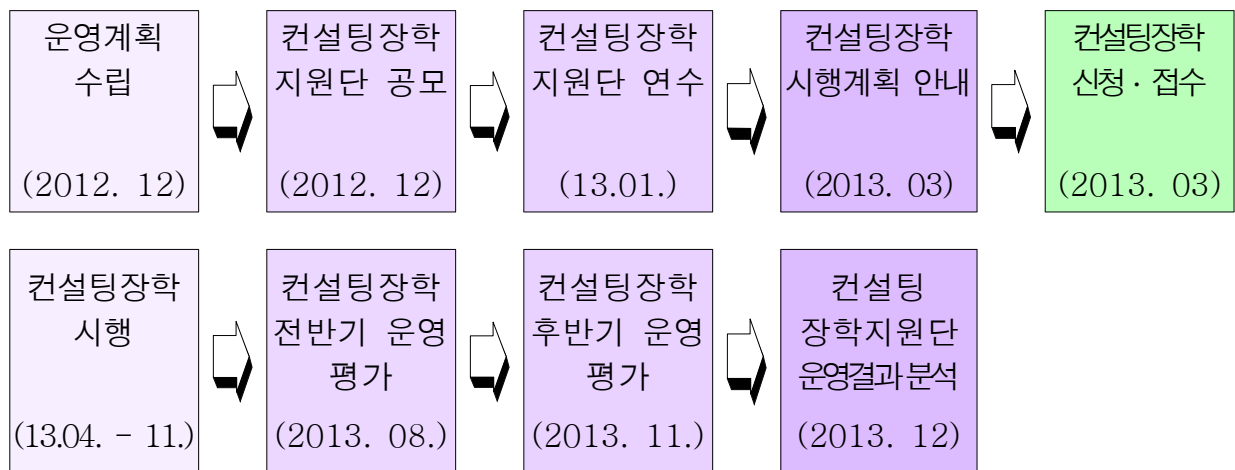 운영계획
수립
(2012. 12)
컨설팅장학
지원단 공모
(2012. 12)
컨설팅장학
지원단 연수
(13.01.)
컨설팅장학
시행계획 안내
(2013. 03)
컨설팅장학
신청 · 접수
(2013. 03)
컨설팅장학
시행
(13.04. - 11.)
컨설팅장학
전반기 운영
평가
(2013. 08.)
컨설팅장학
후반기 운영
평가
(2013. 11.)
컨설팅
장학지원단
운영결과 분석
(2013. 12)